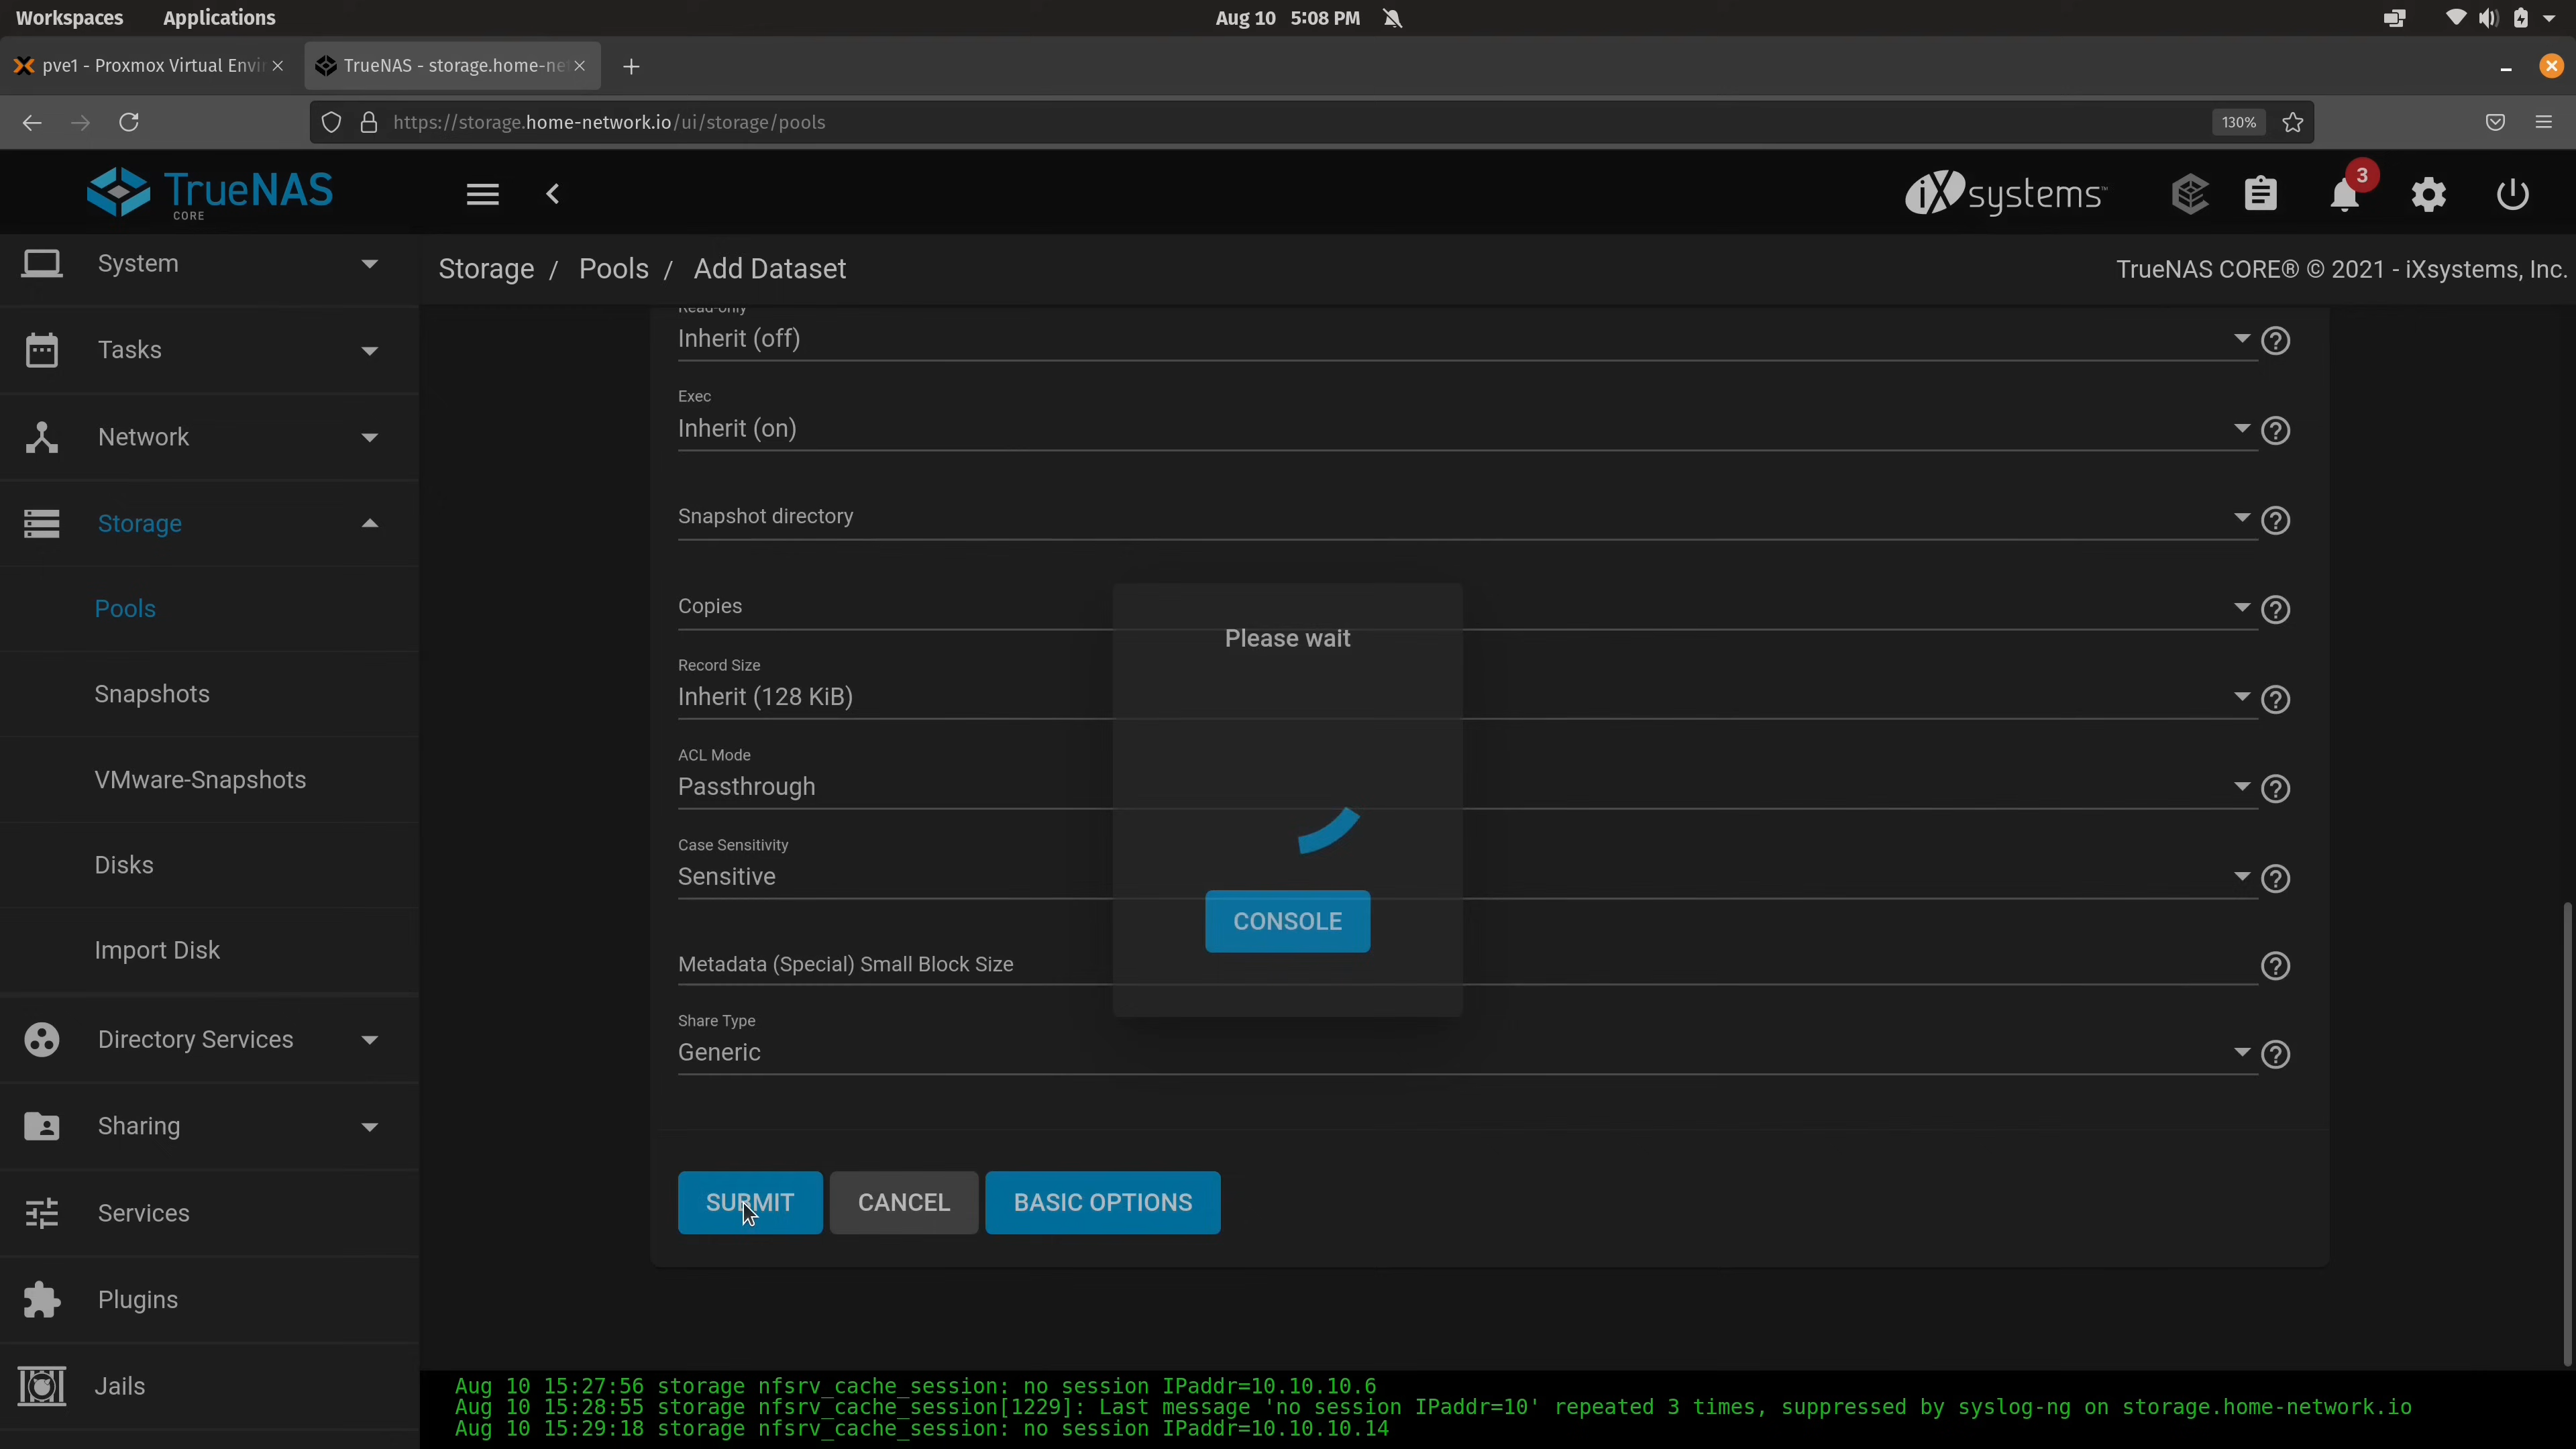 Workspaces Applications Aug 10 5:08 PM
pve1 - Proxmox Virtual Envi TrueNAS - storage.home-ne
https://storage.home-network.io/ui/storage/pools 130%
TrueNAS CORE
iXsystems™ 3
System
Tasks
Network
Storage
Pools
Snapshots
VMware-Snapshots
Disks
Import Disk
Directory Services
Sharing
Services
Plugins
Jails
Storage / Pools / Add Dataset
TrueNAS CORE® © 2021 - iXsystems, Inc.
Read-only
Inherit (off)
Exec
Inherit (on)
Snapshot directory
Copies
Record Size
Inherit (128 KiB)
ACL Mode
Passthrough
Case Sensitivity
Sensitive
Metadata (Special) Small Block Size
Share Type
Generic
Please wait
CONSOLE
SUBMIT CANCEL BASIC OPTIONS
Aug 10 15:27:56 storage nfsrv_cache_session: no session IPaddr=10.10.10.6
Aug 10 15:28:55 storage nfsrv_cache_session[1229]: Last message 'no session IPaddr=10' repeated 3 times, suppressed by syslog-ng on storage.home-network.io
Aug 10 15:29:18 storage nfsrv_cache_session: no session IPaddr=10.10.10.14